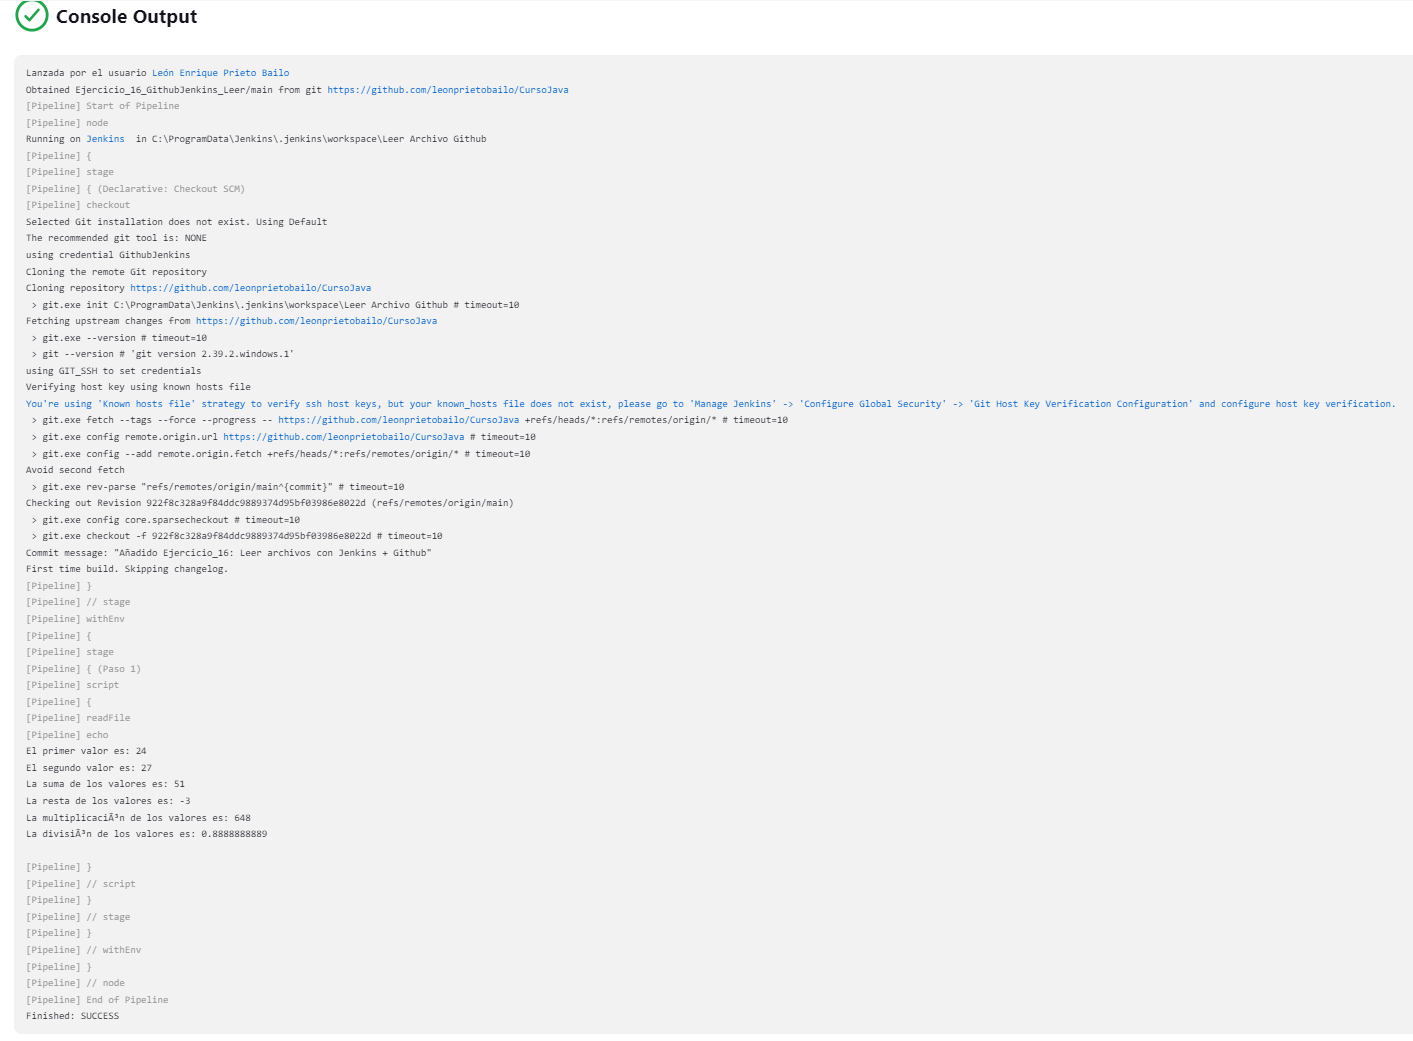 Console Output
Lanzada por el usuario León Enrique Prieto Bailo
Obtained Ejercicio_16_GithubJenkins_Leer/main from git https://github.com/leonprietobailo/CursoJava
[Pipeline] Start of Pipeline
[Pipeline] node
Running on Jenkins  in C:\ProgramData\Jenkins\.jenkins\workspace\Leer Archivo Github
[Pipeline] {
[Pipeline] stage
[Pipeline] { (Declarative: Checkout SCM)
[Pipeline] checkout
Selected Git installation does not exist. Using Default
The recommended git tool is: NONE
using credential GithubJenkins
Cloning the remote Git repository
Cloning repository https://github.com/leonprietobailo/CursoJava
 > git.exe init C:\ProgramData\Jenkins\.jenkins\workspace\Leer Archivo Github # timeout=10
Fetching upstream changes from https://github.com/leonprietobailo/CursoJava
 > git.exe --version # timeout=10
 > git --version # 'git version 2.39.2.windows.1'
using GIT_SSH to set credentials
Verifying host key using known hosts file
You're using 'Known hosts file' strategy to verify ssh host keys, but your known_hosts file does not exist, please go to 'Manage Jenkins' -> 'Configure Global Security' -> 'Git Host Key Verification Configuration' and configure host key verification.
 > git.exe fetch --tags --force --progress -- https://github.com/leonprietobailo/CursoJava +refs/heads/*:refs/remotes/origin/* # timeout=10
 > git.exe config remote.origin.url https://github.com/leonprietobailo/CursoJava # timeout=10
 > git.exe config --add remote.origin.fetch +refs/heads/*:refs/remotes/origin/* # timeout=10
Avoid second fetch
 > git.exe rev-parse "refs/remotes/origin/main^{commit}" # timeout=10
Checking out Revision 922f8c328a9f84ddc9889374d95bf03986e8022d (refs/remotes/origin/main)
 > git.exe config core.sparsecheckout # timeout=10
 > git.exe checkout -f 922f8c328a9f84ddc9889374d95bf03986e8022d # timeout=10
Commit message: "Añadido Ejercicio_16: Leer archivos con Jenkins + Github"
First time build. Skipping changelog.
[Pipeline] }
[Pipeline] // stage
[Pipeline] withEnv
[Pipeline] {
[Pipeline] stage
[Pipeline] { (Paso 1)
[Pipeline] script
[Pipeline] {
[Pipeline] readFile
[Pipeline] echo
El primer valor es: 24
El segundo valor es: 27
La suma de los valores es: 51
La resta de los valores es: -3
La multiplicaciÃ³n de los valores es: 648
La divisiÃ³n de los valores es: 0.8888888889
[Pipeline] }
[Pipeline] // script
[Pipeline] }
[Pipeline] // stage
[Pipeline] }
[Pipeline] // withEnv
[Pipeline] }
[Pipeline] // node
[Pipeline] End of Pipeline
Finished: SUCCESS